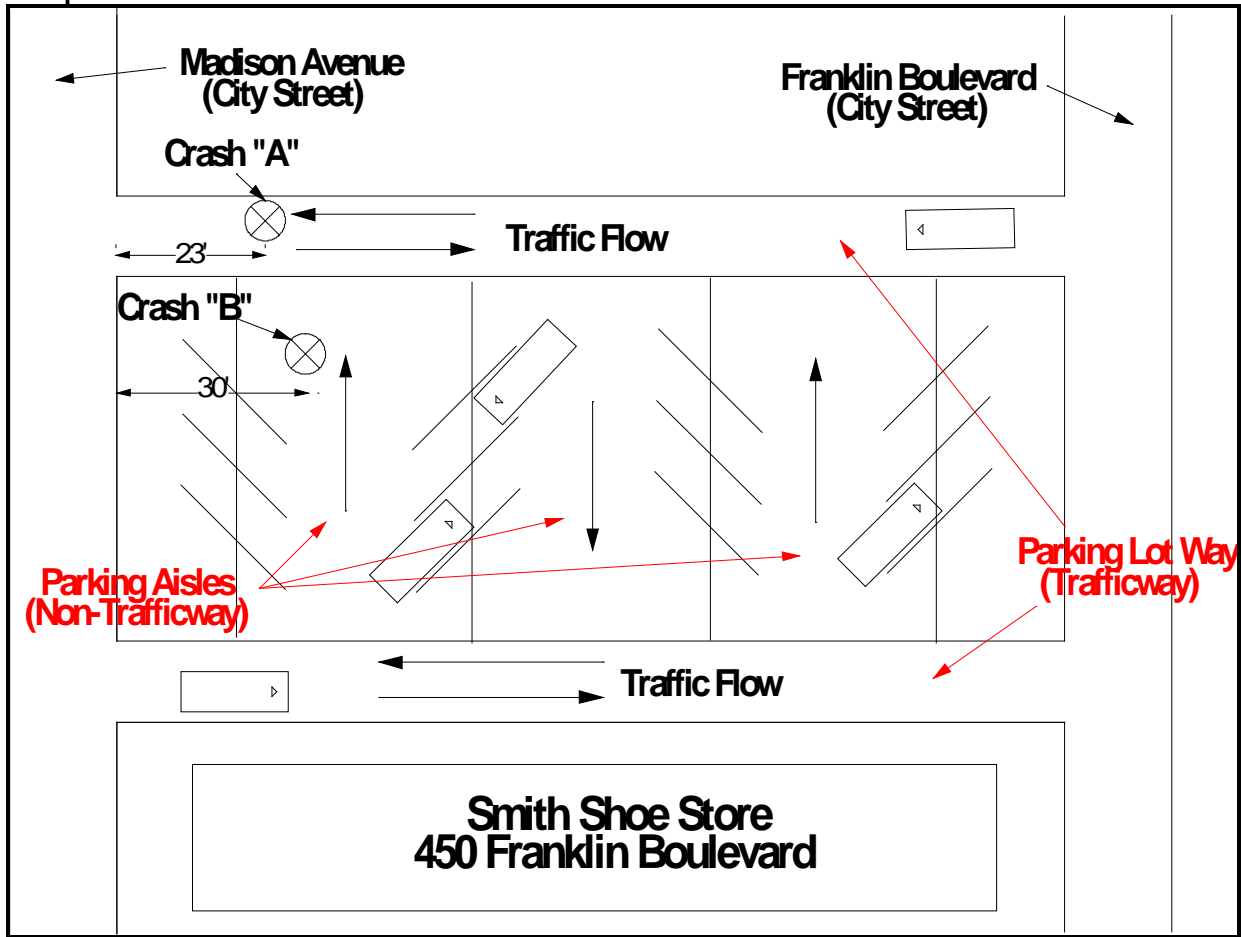 Madison Avenue
(City Street)
Franklin Boulevard
(City Street)
Crash "A"
Traffic Flow
23'
Crash "B"
30'
Parking Aisles
(Non-Trafficway)
Parking Lot Way
(Trafficway)
Traffic Flow
Smith Shoe Store
450 Franklin Boulevard